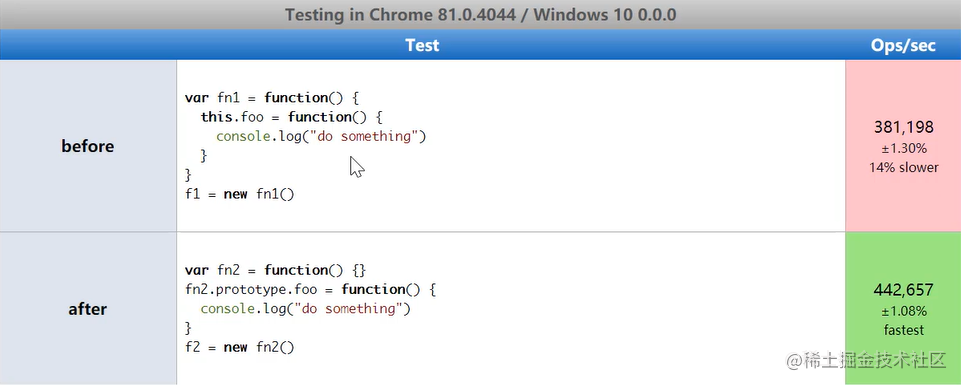 Testing in Chrome 81.0.4044 / Windows 10 0.0.0
Test Ops/sec
before
var fn1 = function() {
  this.foo = function() {
    console.log("do something")
  }
}
f1 = new fn1()
381,198
±1.30%
14% slower
after
var fn2 = function() {}
fn2.prototype.foo = function() {
  console.log("do something")
}
f2 = new fn2()
442,657
±1.08%
fastest
@稀土掘金技术社区